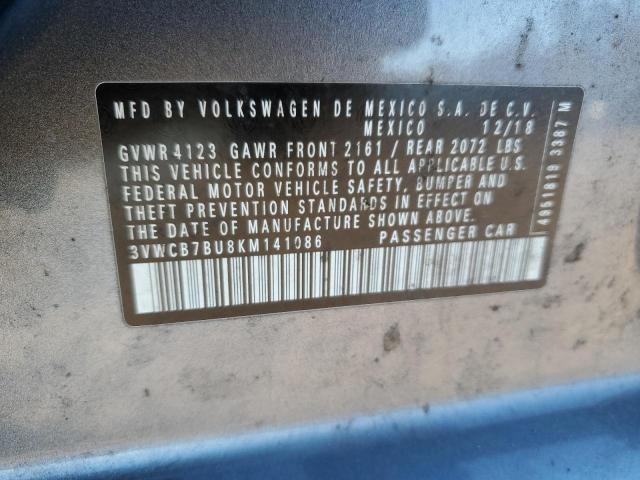 MFD BY VOLKSWAGEN DE MEXICO S.A. DE C.V.
MEXICO 12/18
GVWR 4123 GAWR FRONT 2161 / REAR 2072 LBS
THIS VEHICLE CONFORMS TO ALL APPLICABLE U.S.
FEDERAL MOTOR VEHICLE SAFETY, BUMPER AND
THEFT PREVENTION STANDARDS IN EFFECT ON
THE DATE OF MANUFACTURE SHOWN ABOVE.
3VWCB7BU8KM141086 PASSENGER CAR
3387 M